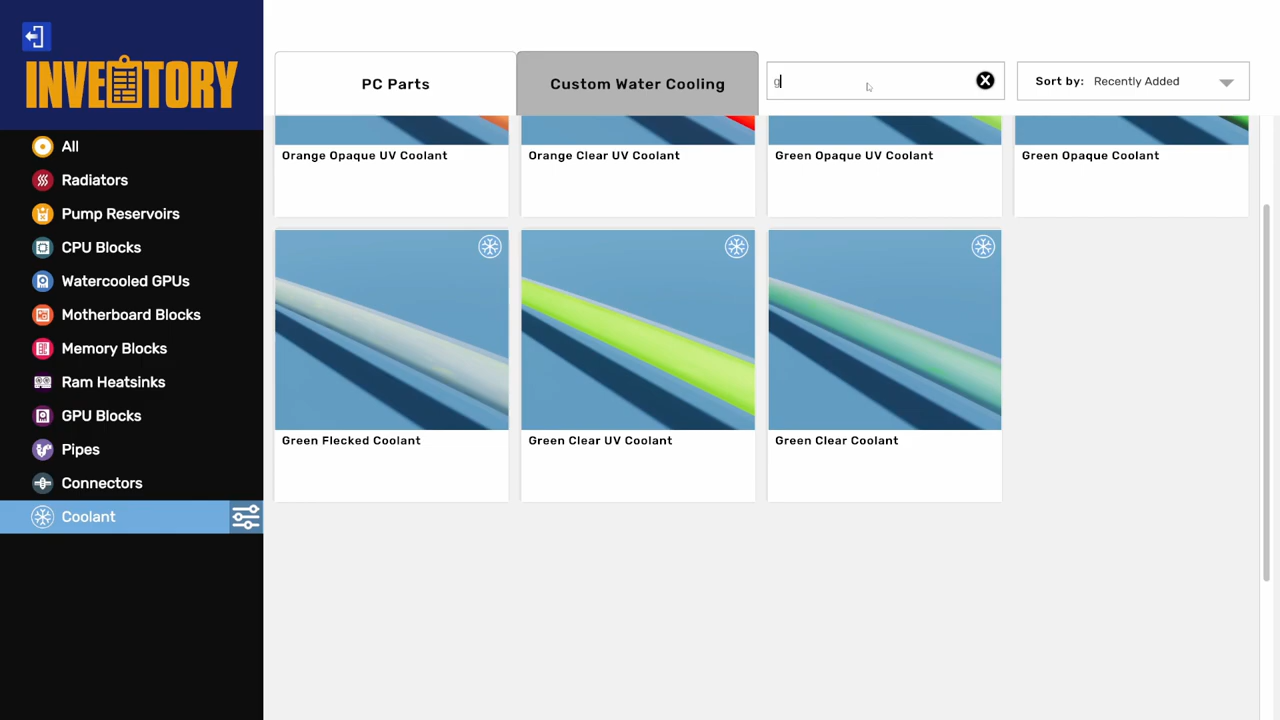 INVENTORY
PC Parts
Custom Water Cooling
g
Sort by: Recently Added
All
Radiators
Pump Reservoirs
CPU Blocks
Watercooled GPUs
Motherboard Blocks
Memory Blocks
Ram Heatsinks
GPU Blocks
Pipes
Connectors
Coolant
Orange Opaque UV Coolant
Orange Clear UV Coolant
Green Opaque UV Coolant
Green Opaque Coolant
Green Flecked Coolant
Green Clear UV Coolant
Green Clear Coolant